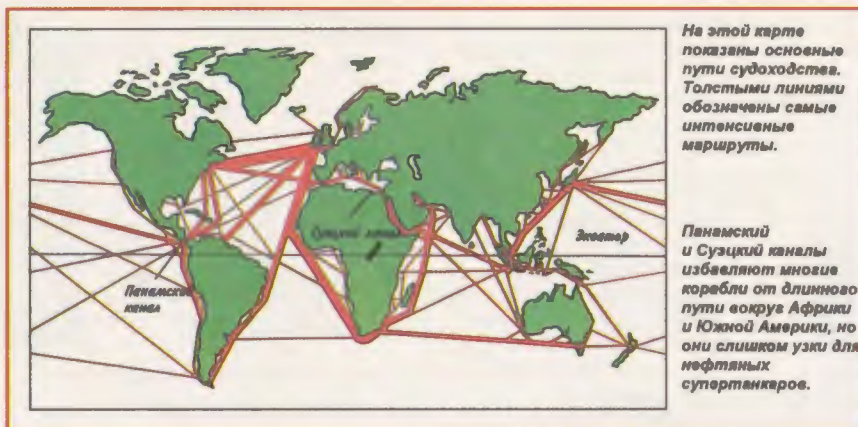 На этой карте
показаны основные
пути судоходства.
Толстыми линиями
обозначены самые
интенсивные
маршруты.
Панамский
и Суэцкий каналы
избавляют многие
корабли от длинного
пути вокруг Африки
и Южной Америки, но
они слишком узки для
нефтяных
супертанкеров.
Суэцкий канал
Экватор
Панамский
канал